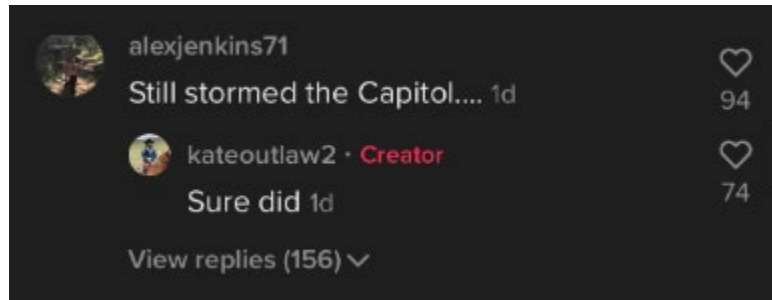 alexjenkins71
Still stormed the Capitol.... 1d
94
kateoutlaw2 · Creator
Sure did 1d
74
View replies (156)